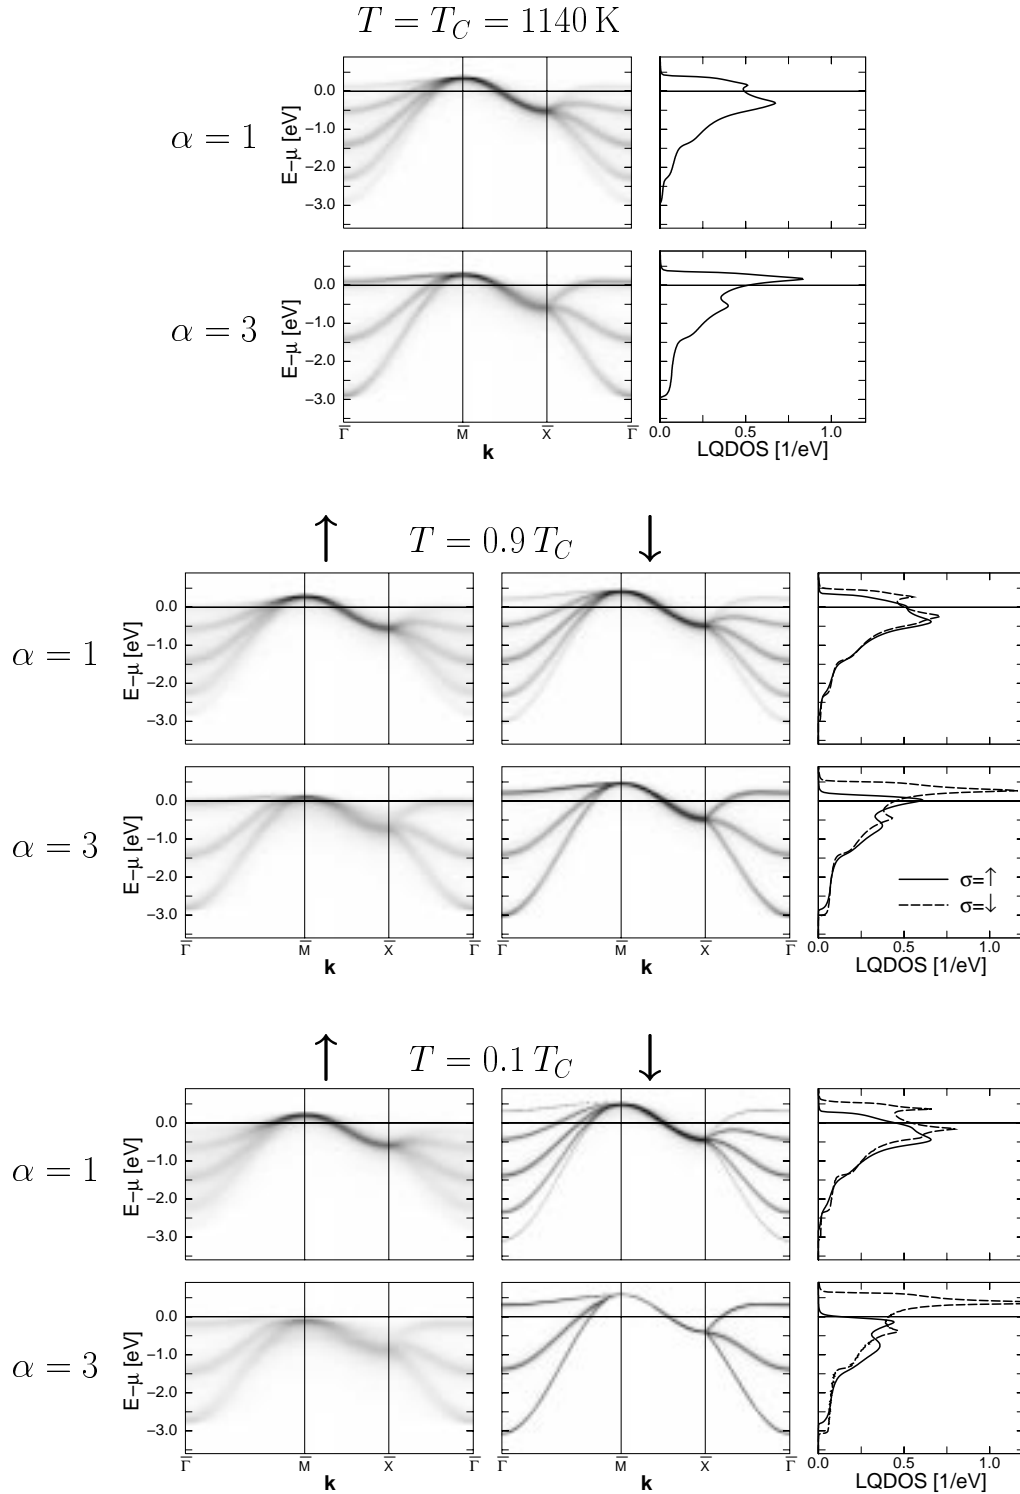 T = T_C = 1140 K
α = 1
E−μ [eV]
0.0
−1.0
−2.0
−3.0
α = 3
E−μ [eV]
0.0
−1.0
−2.0
−3.0
Γ̅ M̅ X̅ Γ̅
k
0.0 0.5 1.0
LQDOS [1/eV]
↑ T = 0.9 T_C ↓
α = 1
E−μ [eV]
0.0
−1.0
−2.0
−3.0
α = 3
E−μ [eV]
0.0
−1.0
−2.0
−3.0
σ=↑
σ=↓
Γ̅ M̅ X̅ Γ̅ Γ̅ M̅ X̅ Γ̅ 0.0 0.5 1.0
k k LQDOS [1/eV]
↑ T = 0.1 T_C ↓
α = 1
E−μ [eV]
0.0
−1.0
−2.0
−3.0
α = 3
E−μ [eV]
0.0
−1.0
−2.0
−3.0
Γ̅ M̅ X̅ Γ̅ Γ̅ M̅ X̅ Γ̅ 0.0 0.5 1.0
k k LQDOS [1/eV]